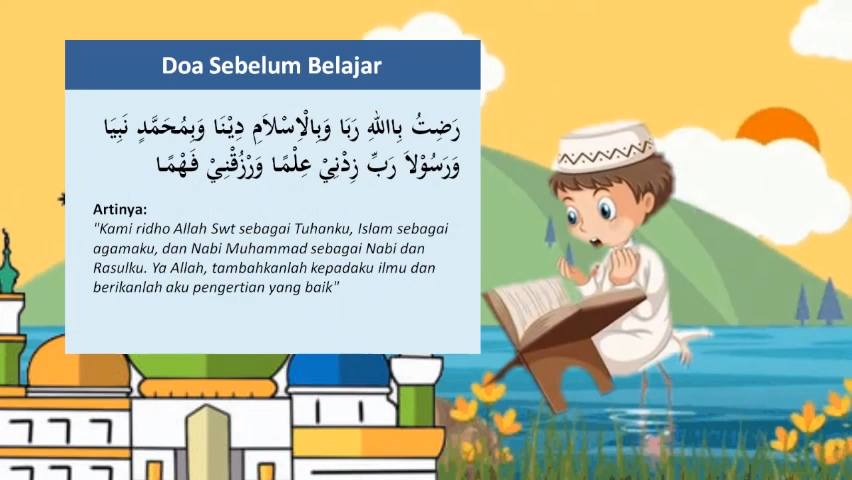 Doa Sebelum Belajar
رَضِتُ بِااللهِ رَبَا وَبِالْاِسْلاَمِ دِيْنَا وَبِمُحَمَّدٍ نَبِيَا
وَرَسُوْلاَ رَبِّ زِدْنِيْ عِلْمًا وَرْزُقْنِيْ فَهْمًا
Artinya:
"Kami ridho Allah Swt sebagai Tuhanku, Islam sebagai
agamaku, dan Nabi Muhammad sebagai Nabi dan
Rasulku. Ya Allah, tambahkanlah kepadaku ilmu dan
berikanlah aku pengertian yang baik"